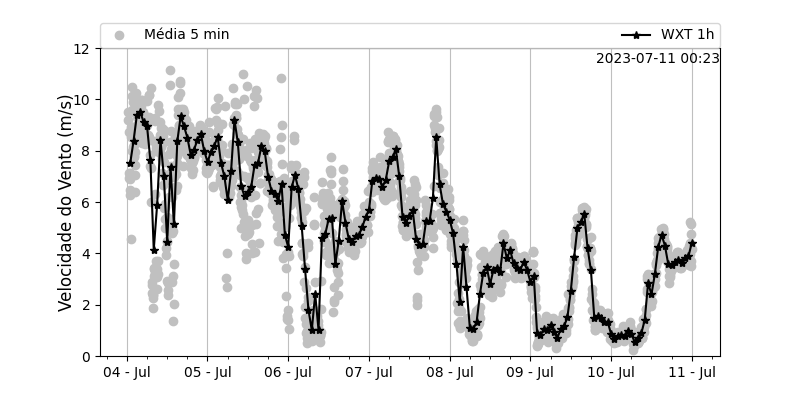 Média 5 min
WXT 1h
2023-07-11 00:23
Velocidade do Vento (m/s)
12
10
8
6
4
2
0
04 - Jul
05 - Jul
06 - Jul
07 - Jul
08 - Jul
09 - Jul
10 - Jul
11 - Jul